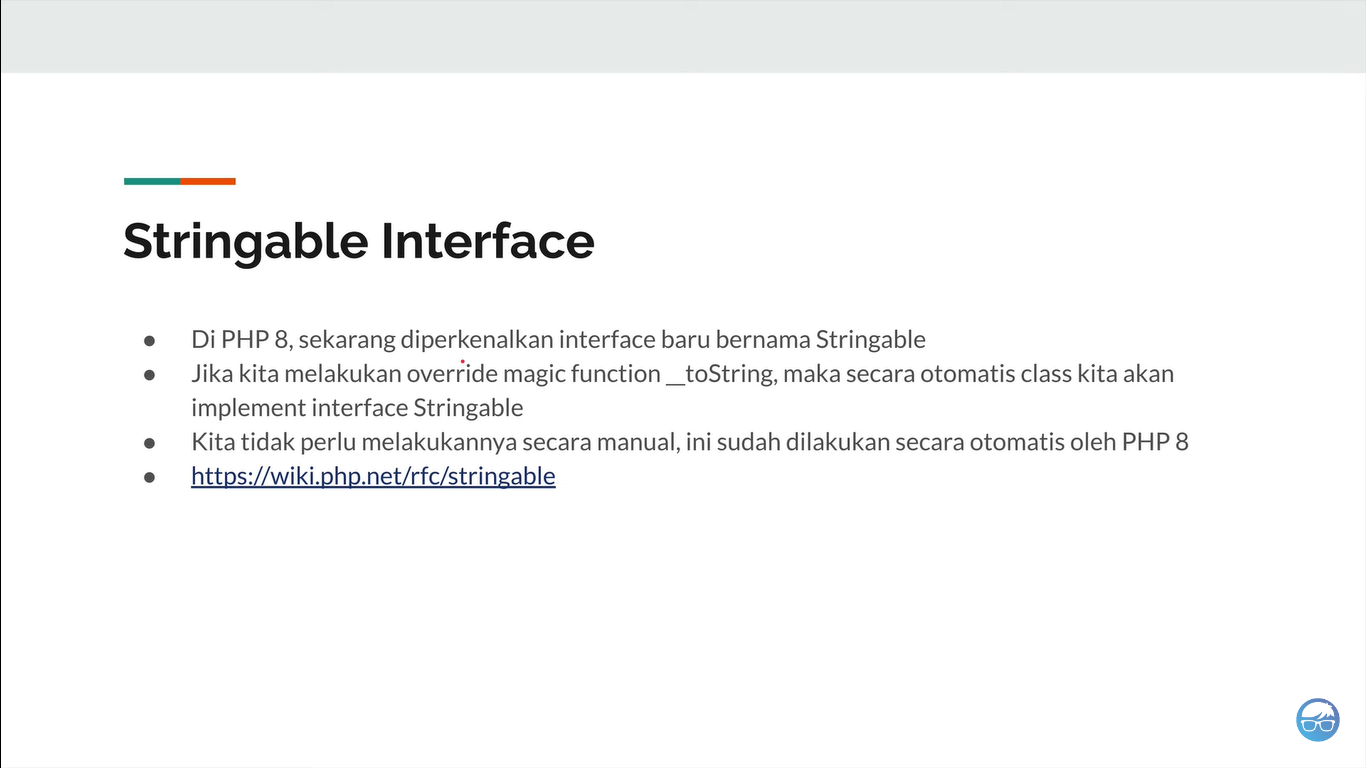 Stringable Interface
● Di PHP 8, sekarang diperkenalkan interface baru bernama Stringable
● Jika kita melakukan override magic function __toString, maka secara otomatis class kita akan
implement interface Stringable
● Kita tidak perlu melakukannya secara manual, ini sudah dilakukan secara otomatis oleh PHP 8
● https://wiki.php.net/rfc/stringable